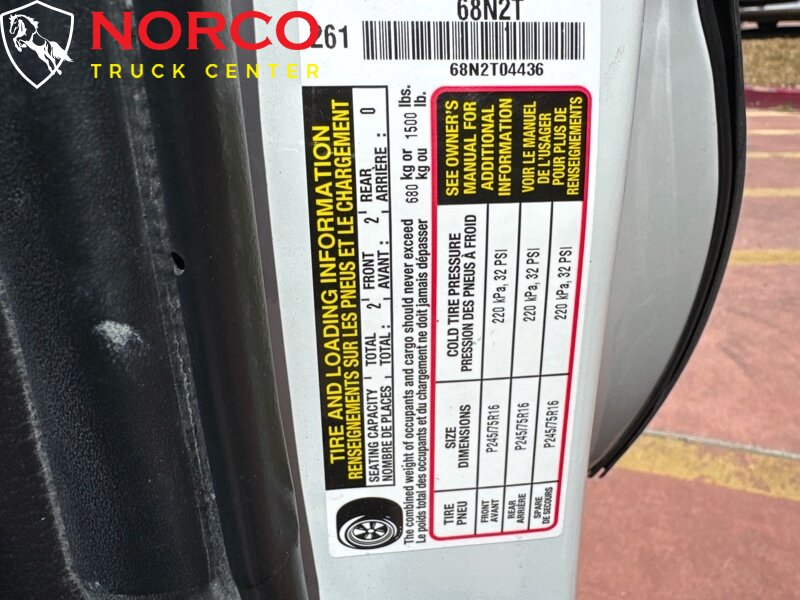 NORCO
TRUCK CENTER
261
68N2T
68N2T04436
TIRE AND LOADING INFORMATION
RENSEIGNEMENTS SUR LES PNEUS ET LE CHARGEMENT
SEATING CAPACITY TOTAL : 2 FRONT : 2 REAR : 0
NOMBRE DE PLACES TOTAL : 2 AVANT : 2 ARRIÈRE : 0
The combined weight of occupants and cargo should never exceed 680 kg or 1500 lbs.
Le poids total des occupants et du chargement ne doit jamais dépasser kg ou lb.
TIRE SIZE COLD TIRE PRESSURE
PNEU DIMENSIONS PRESSION DES PNEUS À FROID
FRONT
AVANT P245/75R16 220 kPa, 32 PSI
REAR
ARRIÈRE P245/75R16 220 kPa, 32 PSI
SPARE
DE SECOURS P245/75R16 220 kPa, 32 PSI
SEE OWNER'S
MANUAL FOR
ADDITIONAL
INFORMATION
VOIR LE MANUEL
DE L'USAGER
POUR PLUS DE
RENSEIGNEMENTS